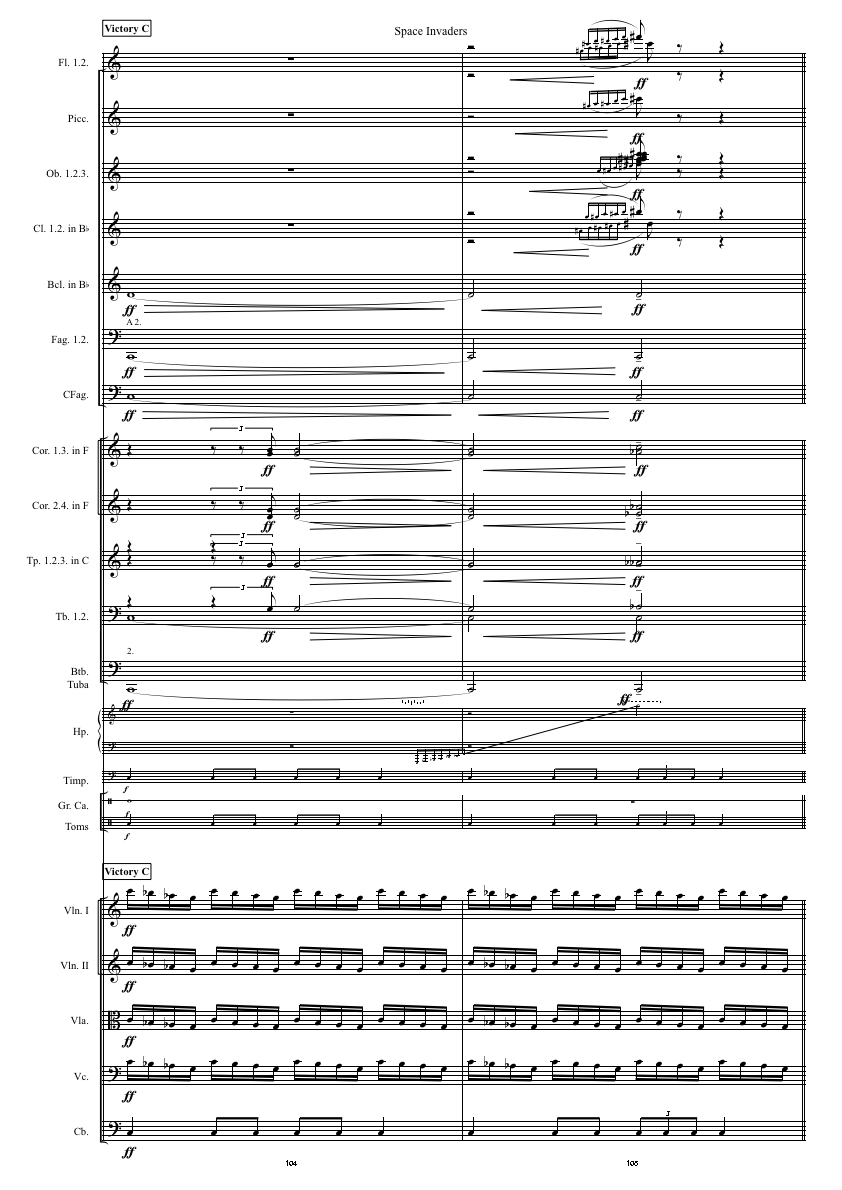 Victory C
Space Invaders
Fl. 1.2.
ff
Picc.
ff
Ob. 1.2.3.
ff
Cl. 1.2. in B♭
ff
Bcl. in B♭
ff ff
A 2.
Fag. 1.2.
ff ff
CFag.
ff ff
3
Cor. 1.3. in F
ff ff
3
Cor. 2.4. in F
ff ff
3
3
Tp. 1.2.3. in C
ff ff
3
Tb. 1.2.
ff ff
2.
Btb.
Tuba
ff ff
Hp.
Timp.
f
Gr. Ca.
f
Toms
f
Victory C
Vln. I
ff
Vln. II
ff
Vla.
ff
Vc.
ff
3
Cb.
ff
104 105